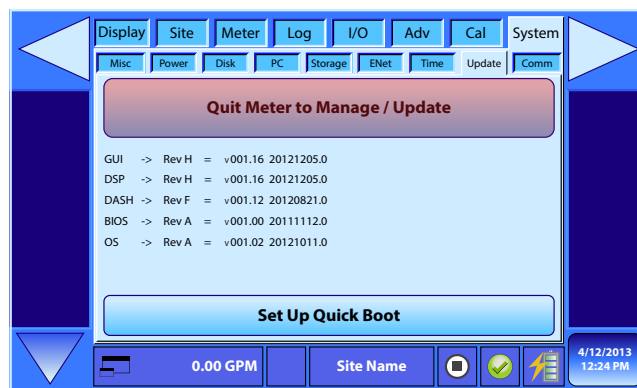 Display Site Meter Log I/O Adv Cal System
Misc Power Disk PC Storage ENet Time Update Comm
Quit Meter to Manage / Update
GUI -> Rev H = v001.16 20121205.0
DSP -> Rev H = v001.16 20121205.0
DASH -> Rev F = v001.12 20120821.0
BIOS -> Rev A = v001.00 20111112.0
OS -> Rev A = v001.02 20121011.0
Set Up Quick Boot
0.00 GPM Site Name
4/12/2013
12:24 PM